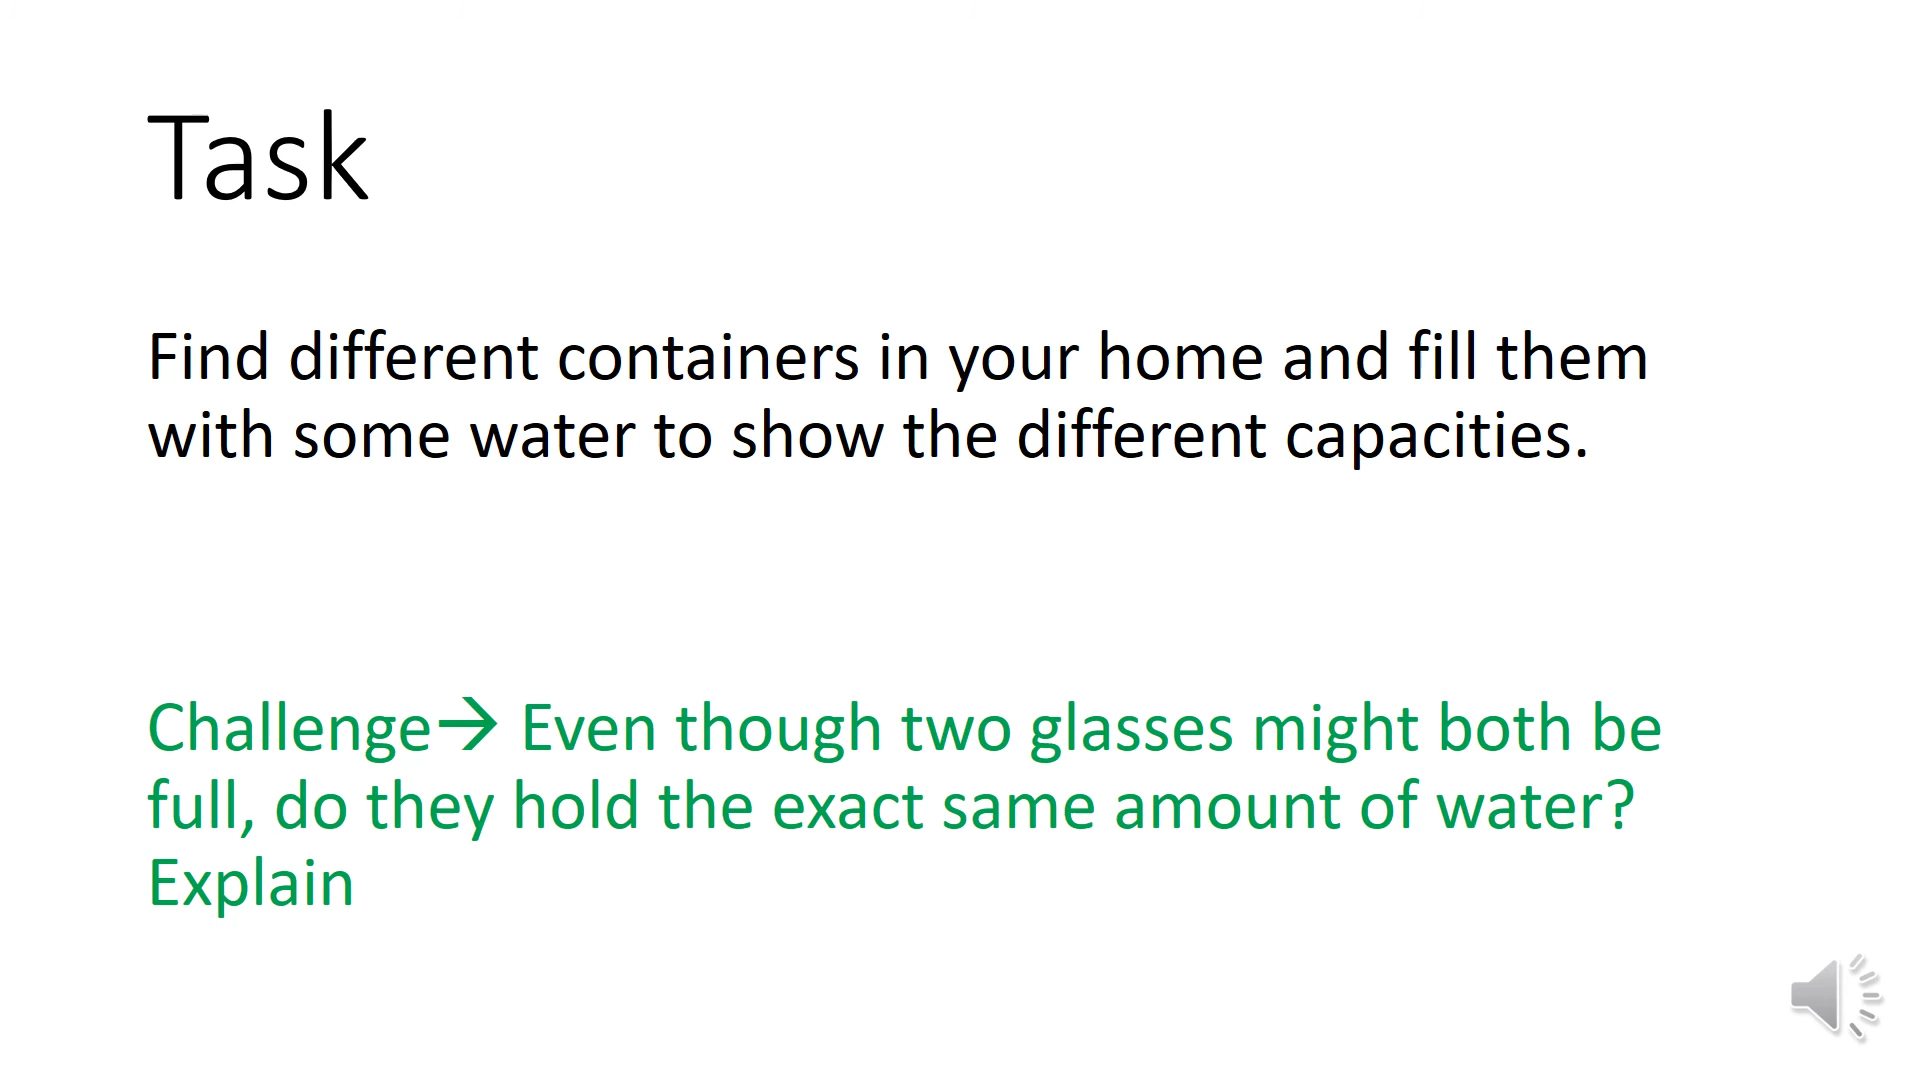 Task
Find different containers in your home and fill them
with some water to show the different capacities.
Challenge→ Even though two glasses might both be
full, do they hold the exact same amount of water?
Explain